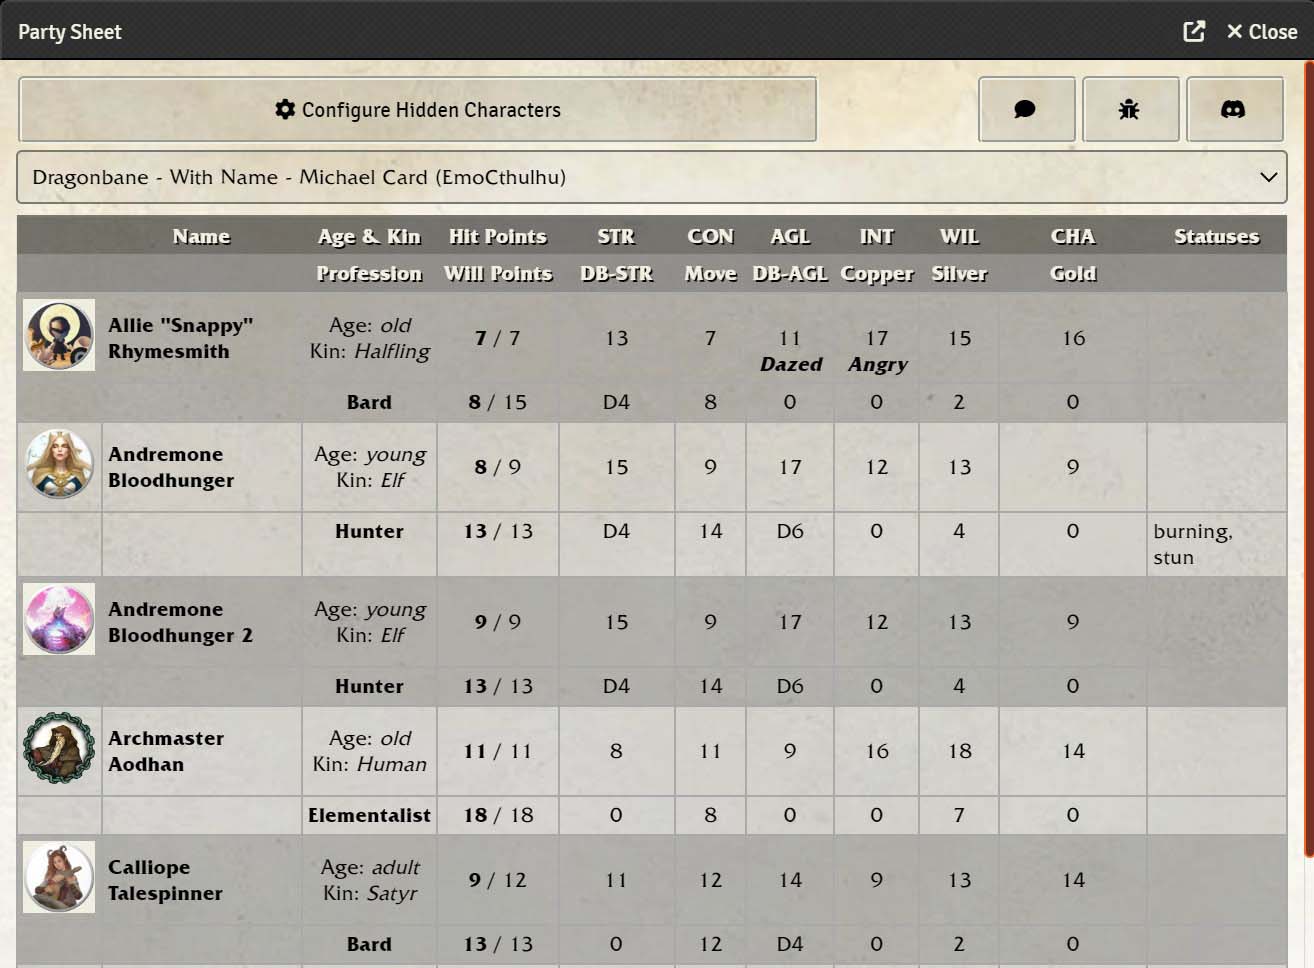 Party Sheet
Close
Configure Hidden Characters
Dragonbane - With Name - Michael Card (EmoCthulhu)
Name Age & Kin Hit Points STR CON AGL INT WIL CHA Statuses
Profession Will Points DB-STR Move DB-AGL Copper Silver Gold
Allie "Snappy" Rhymesmith Age: old Kin: Halfling 7 / 7 13 7 11 Dazed 17 Angry 15 16
Bard 8 / 15 D4 8 0 0 2 0
Andremone Bloodhunger Age: young Kin: Elf 8 / 9 15 9 17 12 13 9
Hunter 13 / 13 D4 14 D6 0 4 0 burning, stun
Andremone Bloodhunger 2 Age: young Kin: Elf 9 / 9 15 9 17 12 13 9
Hunter 13 / 13 D4 14 D6 0 4 0
Archmaster Aodhan Age: old Kin: Human 11 / 11 8 11 9 16 18 14
Elementalist 18 / 18 0 8 0 0 7 0
Calliope Talespinner Age: adult Kin: Satyr 9 / 12 11 12 14 9 13 14
Bard 13 / 13 0 12 D4 0 2 0